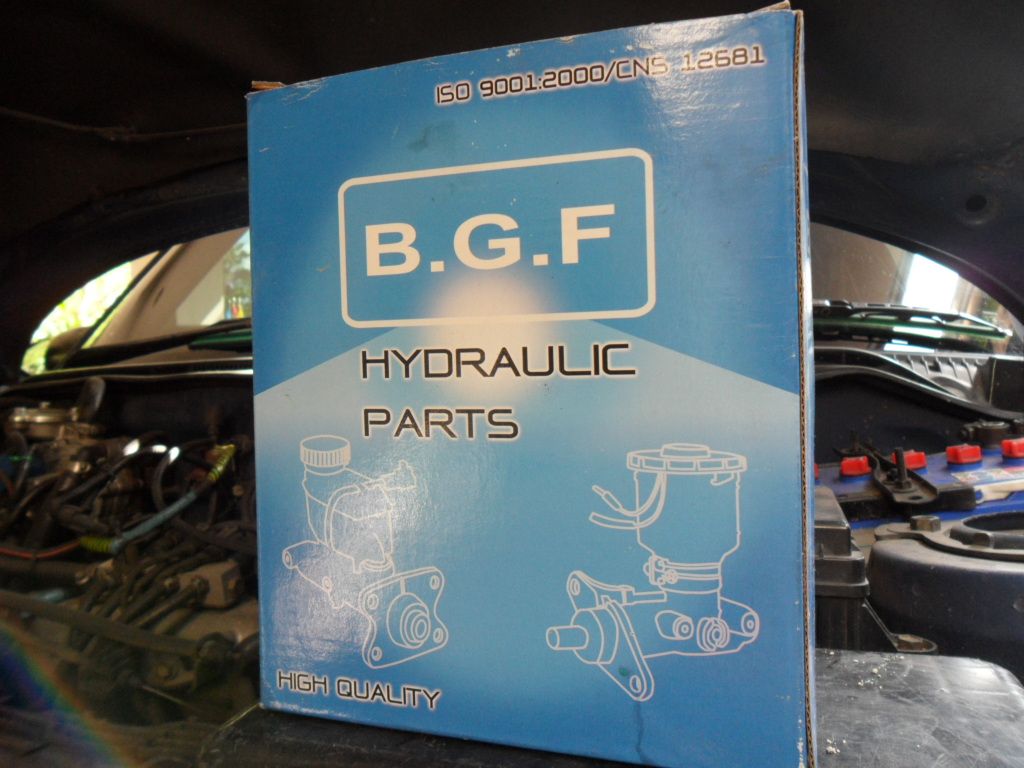 ISO 9001:2000/CNS 12681
B.G.F
HYDRAULIC
PARTS
HIGH QUALITY